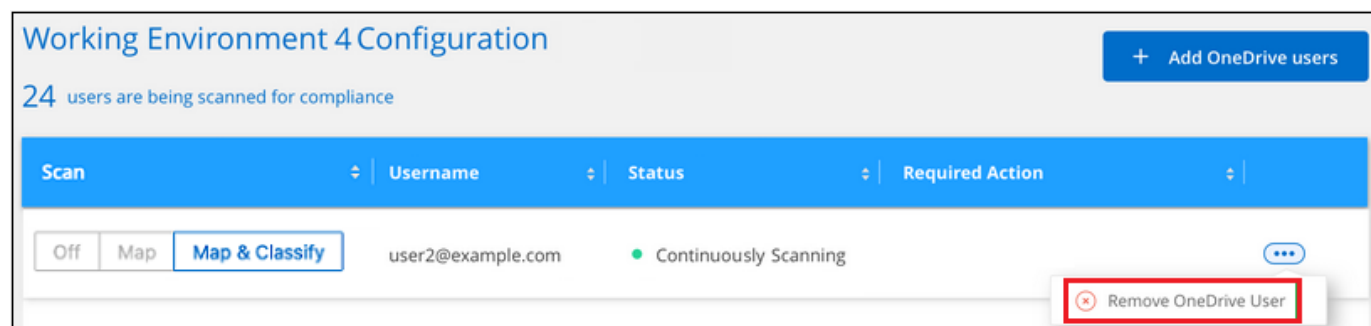 Working Environment 4 Configuration
+ Add OneDrive users
24 users are being scanned for compliance
Scan Username Status Required Action
Off Map Map & Classify user2@example.com Continuously Scanning
Remove OneDrive User